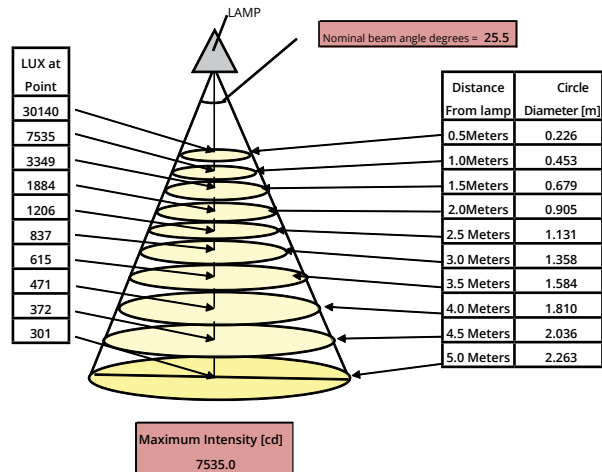 LAMP
Nominal beam angle degrees = 25.5
LUX at
Point
30140
7535
3349
1884
1206
837
615
471
372
301
Distance Circle
From lamp Diameter [m]
0.5Meters 0.226
1.0Meters 0.453
1.5Meters 0.679
2.0Meters 0.905
2.5 Meters 1.131
3.0 Meters 1.358
3.5 Meters 1.584
4.0 Meters 1.810
4.5 Meters 2.036
5.0 Meters 2.263
Maximum Intensity [cd]
7535.0